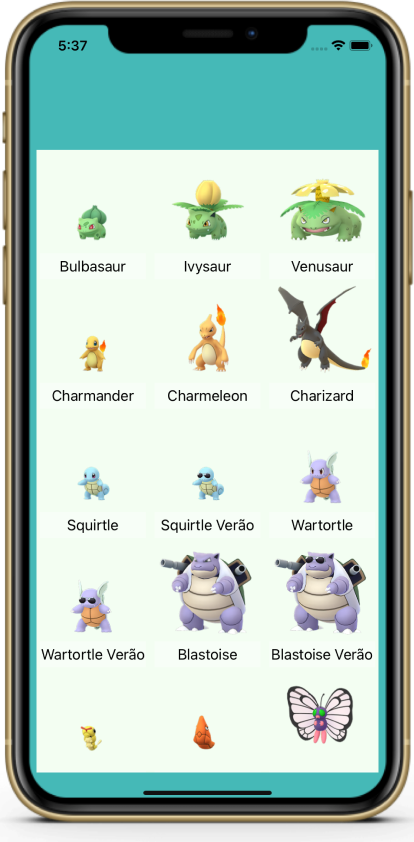 5:37
Bulbasaur
Ivysaur
Venusaur
Charmander
Charmeleon
Charizard
Squirtle
Squirtle Verão
Wartortle
Wartortle Verão
Blastoise
Blastoise Verão